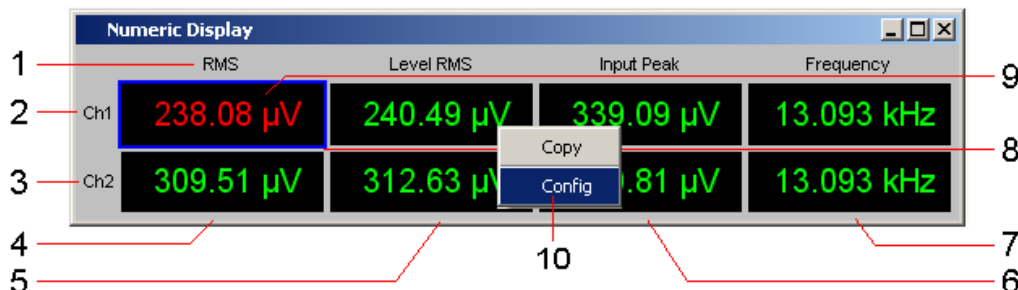 Numeric Display
1 RMS Level RMS Input Peak Frequency 9
2 Ch1 238.08 µV 240.49 µV 339.09 µV 13.093 kHz
Copy 8
3 Ch2 309.51 µV 312.63 µV .81 µV 13.093 kHz
Config
4 7
10
5 6